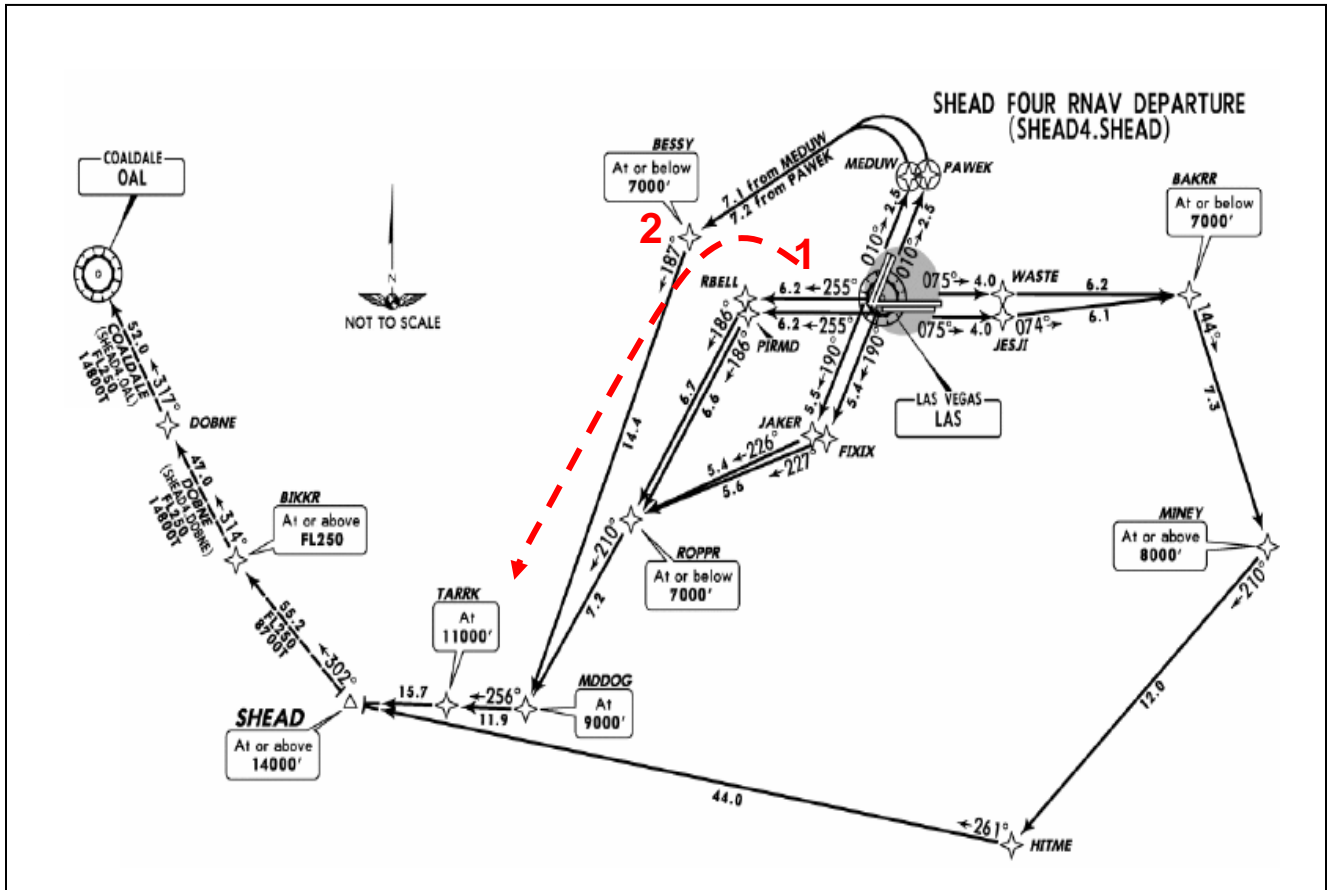 SHEAD FOUR RNAV DEPARTURE
(SHEAD4.SHEAD)
COALDALE
OAL
N
NOT TO SCALE
BESSY
At or below
7000'
7.1 from MEDUW
7.2 from PAWEK
MEDUW
PAWEK
010° 2.5
010° 2.5
BAKRR
At or below
7000'
2
1
187°
14.4
RBELL
6.2 255°
6.2 255°
PIRMD
075° 4.0
WASTE
6.2
075° 4.0
JESJI
074°
6.1
144°
7.3
186°
186°
6.7
6.6
190°
190°
5.5
5.4
LAS VEGAS
LAS
JAKER
FIXIX
5.4 226°
5.6 227°
52.0 317°
COALDALE
(SHEAD4.OAL)
FL250
14800T
DOBNE
47.0 314°
DOBNE
(SHEAD4.DOBNE)
FL250
14800T
BIKKR
At or above
FL250
ROPPR
At or below
7000'
210°
7.2
MINEY
At or above
8000'
210°
12.0
55.2 302°
FL250
8700T
TARRK
At
11000'
15.7
256°
11.9
MDDOG
At
9000'
SHEAD
At or above
14000'
44.0
261°
HITME